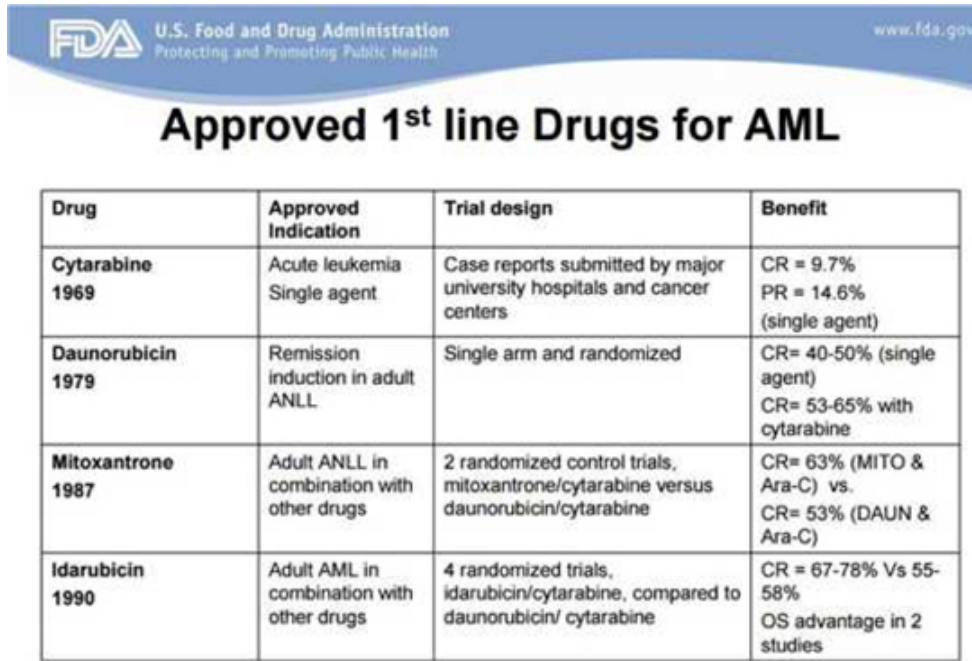 FDA
U.S. Food and Drug Administration
Protecting and Promoting Public Health
www.fda.gov
Approved 1st line Drugs for AML
Drug
Approved
Indication
Trial design
Benefit
Cytarabine
1969
Acute leukemia
Single agent
Case reports submitted by major
university hospitals and cancer
centers
CR = 9.7%
PR = 14.6%
(single agent)
Daunorubicin
1979
Remission
induction in adult
ANLL
Single arm and randomized
CR= 40-50% (single
agent)
CR= 53-65% with
cytarabine
Mitoxantrone
1987
Adult ANLL in
combination with
other drugs
2 randomized control trials,
mitoxantrone/cytarabine versus
daunorubicin/cytarabine
CR= 63% (MITO &
Ara-C) vs.
CR= 53% (DAUN &
Ara-C)
Idarubicin
1990
Adult AML in
combination with
other drugs
4 randomized trials,
idarubicin/cytarabine, compared to
daunorubicin/ cytarabine
CR = 67-78% Vs 55-
58%
OS advantage in 2
studies